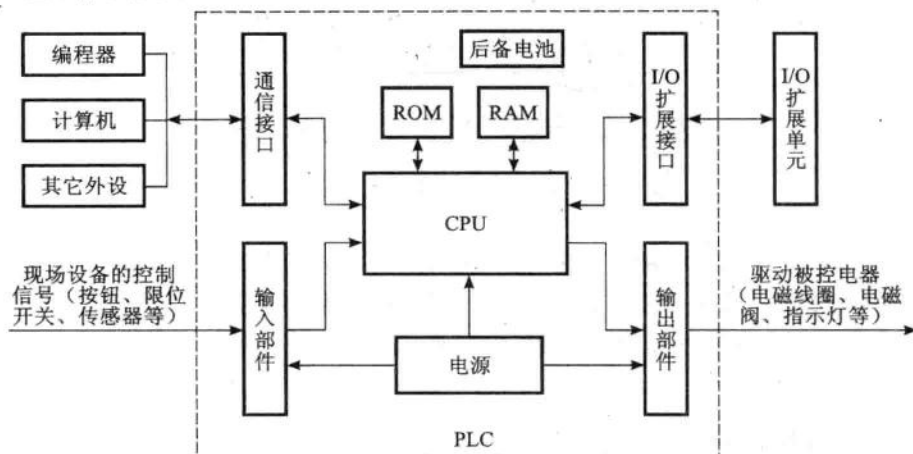 编程器
计算机
其它外设
通信接口
后备电池
ROM
RAM
I/O扩展接口
I/O扩展单元
CPU
现场设备的控制
信号（按钮、限位
开关、传感器等）
输入部件
电源
输出部件
驱动被控电器
（电磁线圈、电磁
阀、指示灯等）
PLC